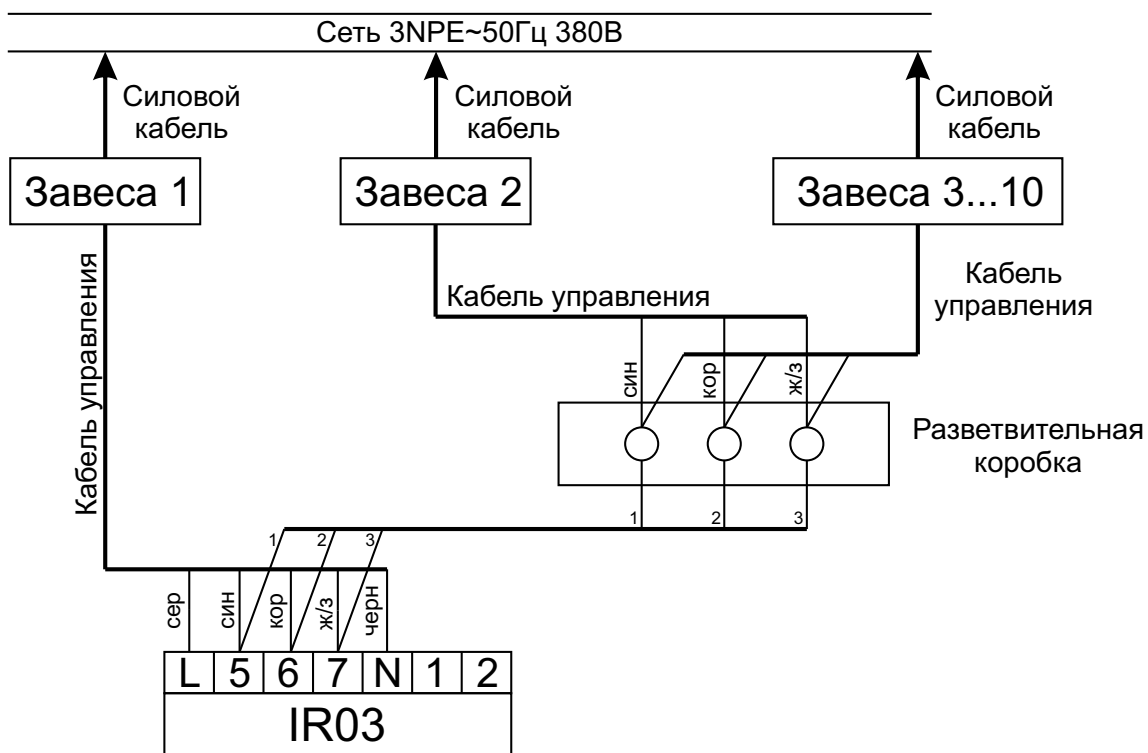 Сеть 3NPE~50Гц 380В
Силовой
кабель
Силовой
кабель
Силовой
кабель
Завеса 1
Завеса 2
Завеса 3...10
Кабель управления
Кабель управления
Кабель
управления
син
кор
ж/з
Разветвительная
коробка
1
2
3
1
2
3
сер
син
кор
ж/з
черн
L 5 6 7 N 1 2
IR03